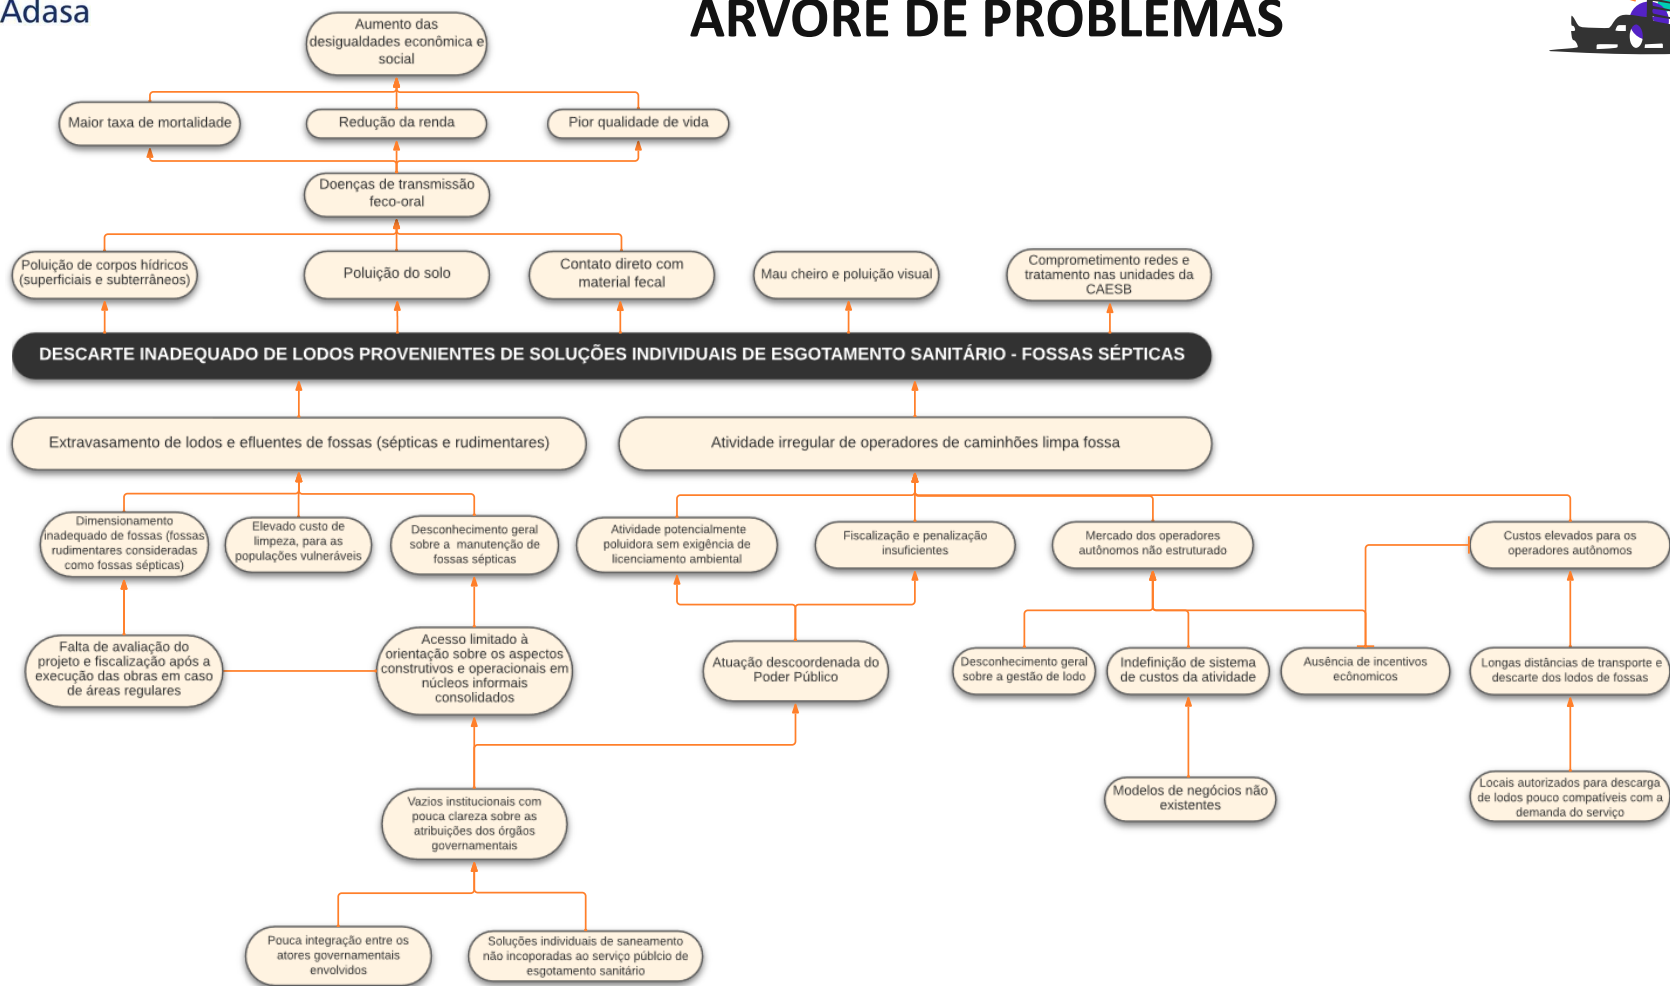 Adasa
ÁRVORE DE PROBLEMAS
Aumento das
desigualdades econômica e
social
Maior taxa de mortalidade
Redução da renda
Pior qualidade de vida
Doenças de transmissão
feco-oral
Poluição de corpos hídricos
(superficiais e subterrâneos)
Poluição do solo
Contato direto com
material fecal
Mau cheiro e poluição visual
Comprometimento redes e
tratamento nas unidades da
CAESB
DESCARTE INADEQUADO DE LODOS PROVENIENTES DE SOLUÇÕES INDIVIDUAIS DE ESGOTAMENTO SANITÁRIO - FOSSAS SÉPTICAS
Extravasamento de lodos e efluentes de fossas (sépticas e rudimentares)
Atividade irregular de operadores de caminhões limpa fossa
Dimensionamento
inadequado de fossas (fossas
rudimentares consideradas
como fossas sépticas)
Elevado custo de
limpeza, para as
populações vulneráveis
Desconhecimento geral
sobre a manutenção de
fossas sépticas
Atividade potencialmente
poluidora sem exigência de
licenciamento ambiental
Fiscalização e penalização
insuficientes
Mercado dos operadores
autônomos não estruturado
Custos elevados para os
operadores autônomos
Falta de avaliação do
projeto e fiscalização após a
execução das obras em caso
de áreas regulares
Acesso limitado à
orientação sobre os aspectos
construtivos e operacionais em
núcleos informais
consolidados
Atuação descoordenada do
Poder Público
Desconhecimento geral
sobre a gestão de lodo
Indefinição de sistema
de custos da atividade
Ausência de incentivos
ecônomicos
Longas distâncias de transporte e
descarte dos lodos de fossas
Vazios institucionais com
pouca clareza sobre as
atribuições dos órgãos
governamentais
Modelos de negócios não
existentes
Locais autorizados para descarga
de lodos pouco compatíveis com a
demanda do serviço
Pouca integração entre os
atores governamentais
envolvidos
Soluções individuais de saneamento
não incoporadas ao serviço públcio de
esgotamento sanitário